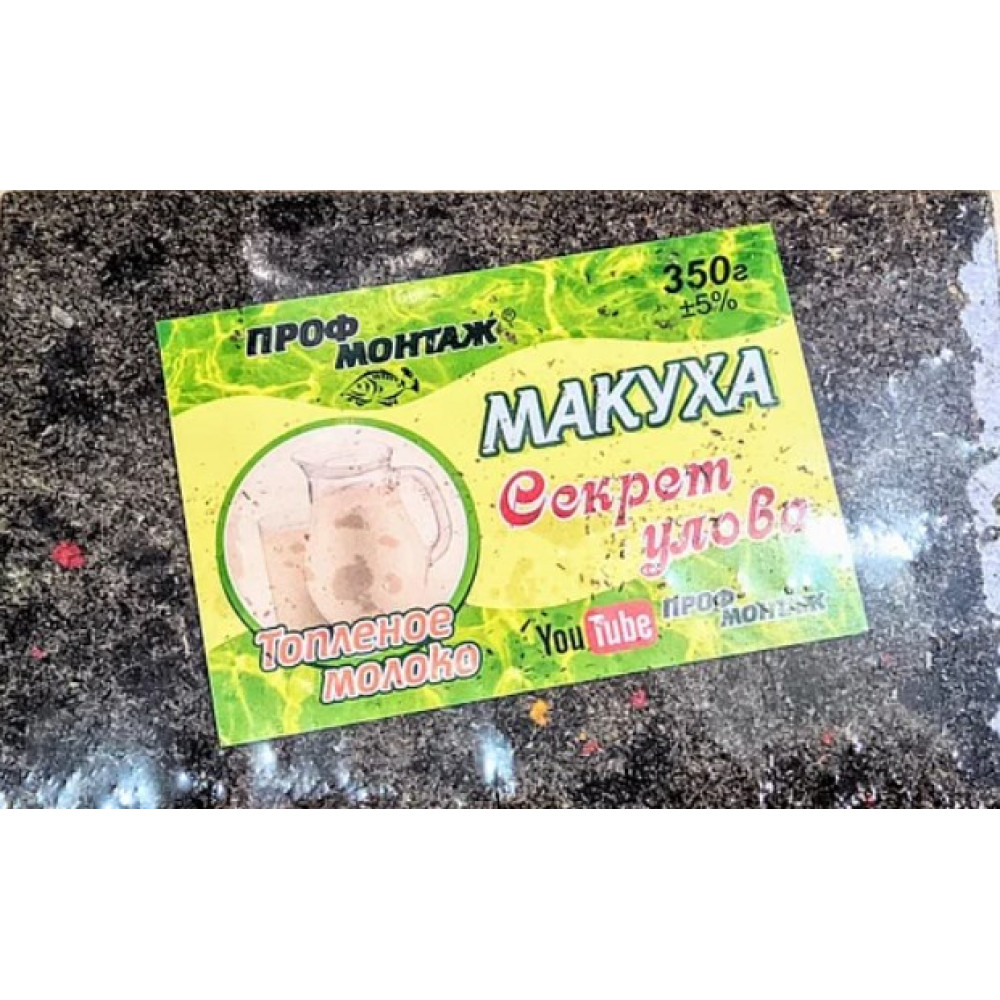 350г
±5%
ПРОФ
МОНТАЖ®
МАКУХА
Секрет
улова
Топленое
молоко
YouTube ПРОФ
МОНТАЖ